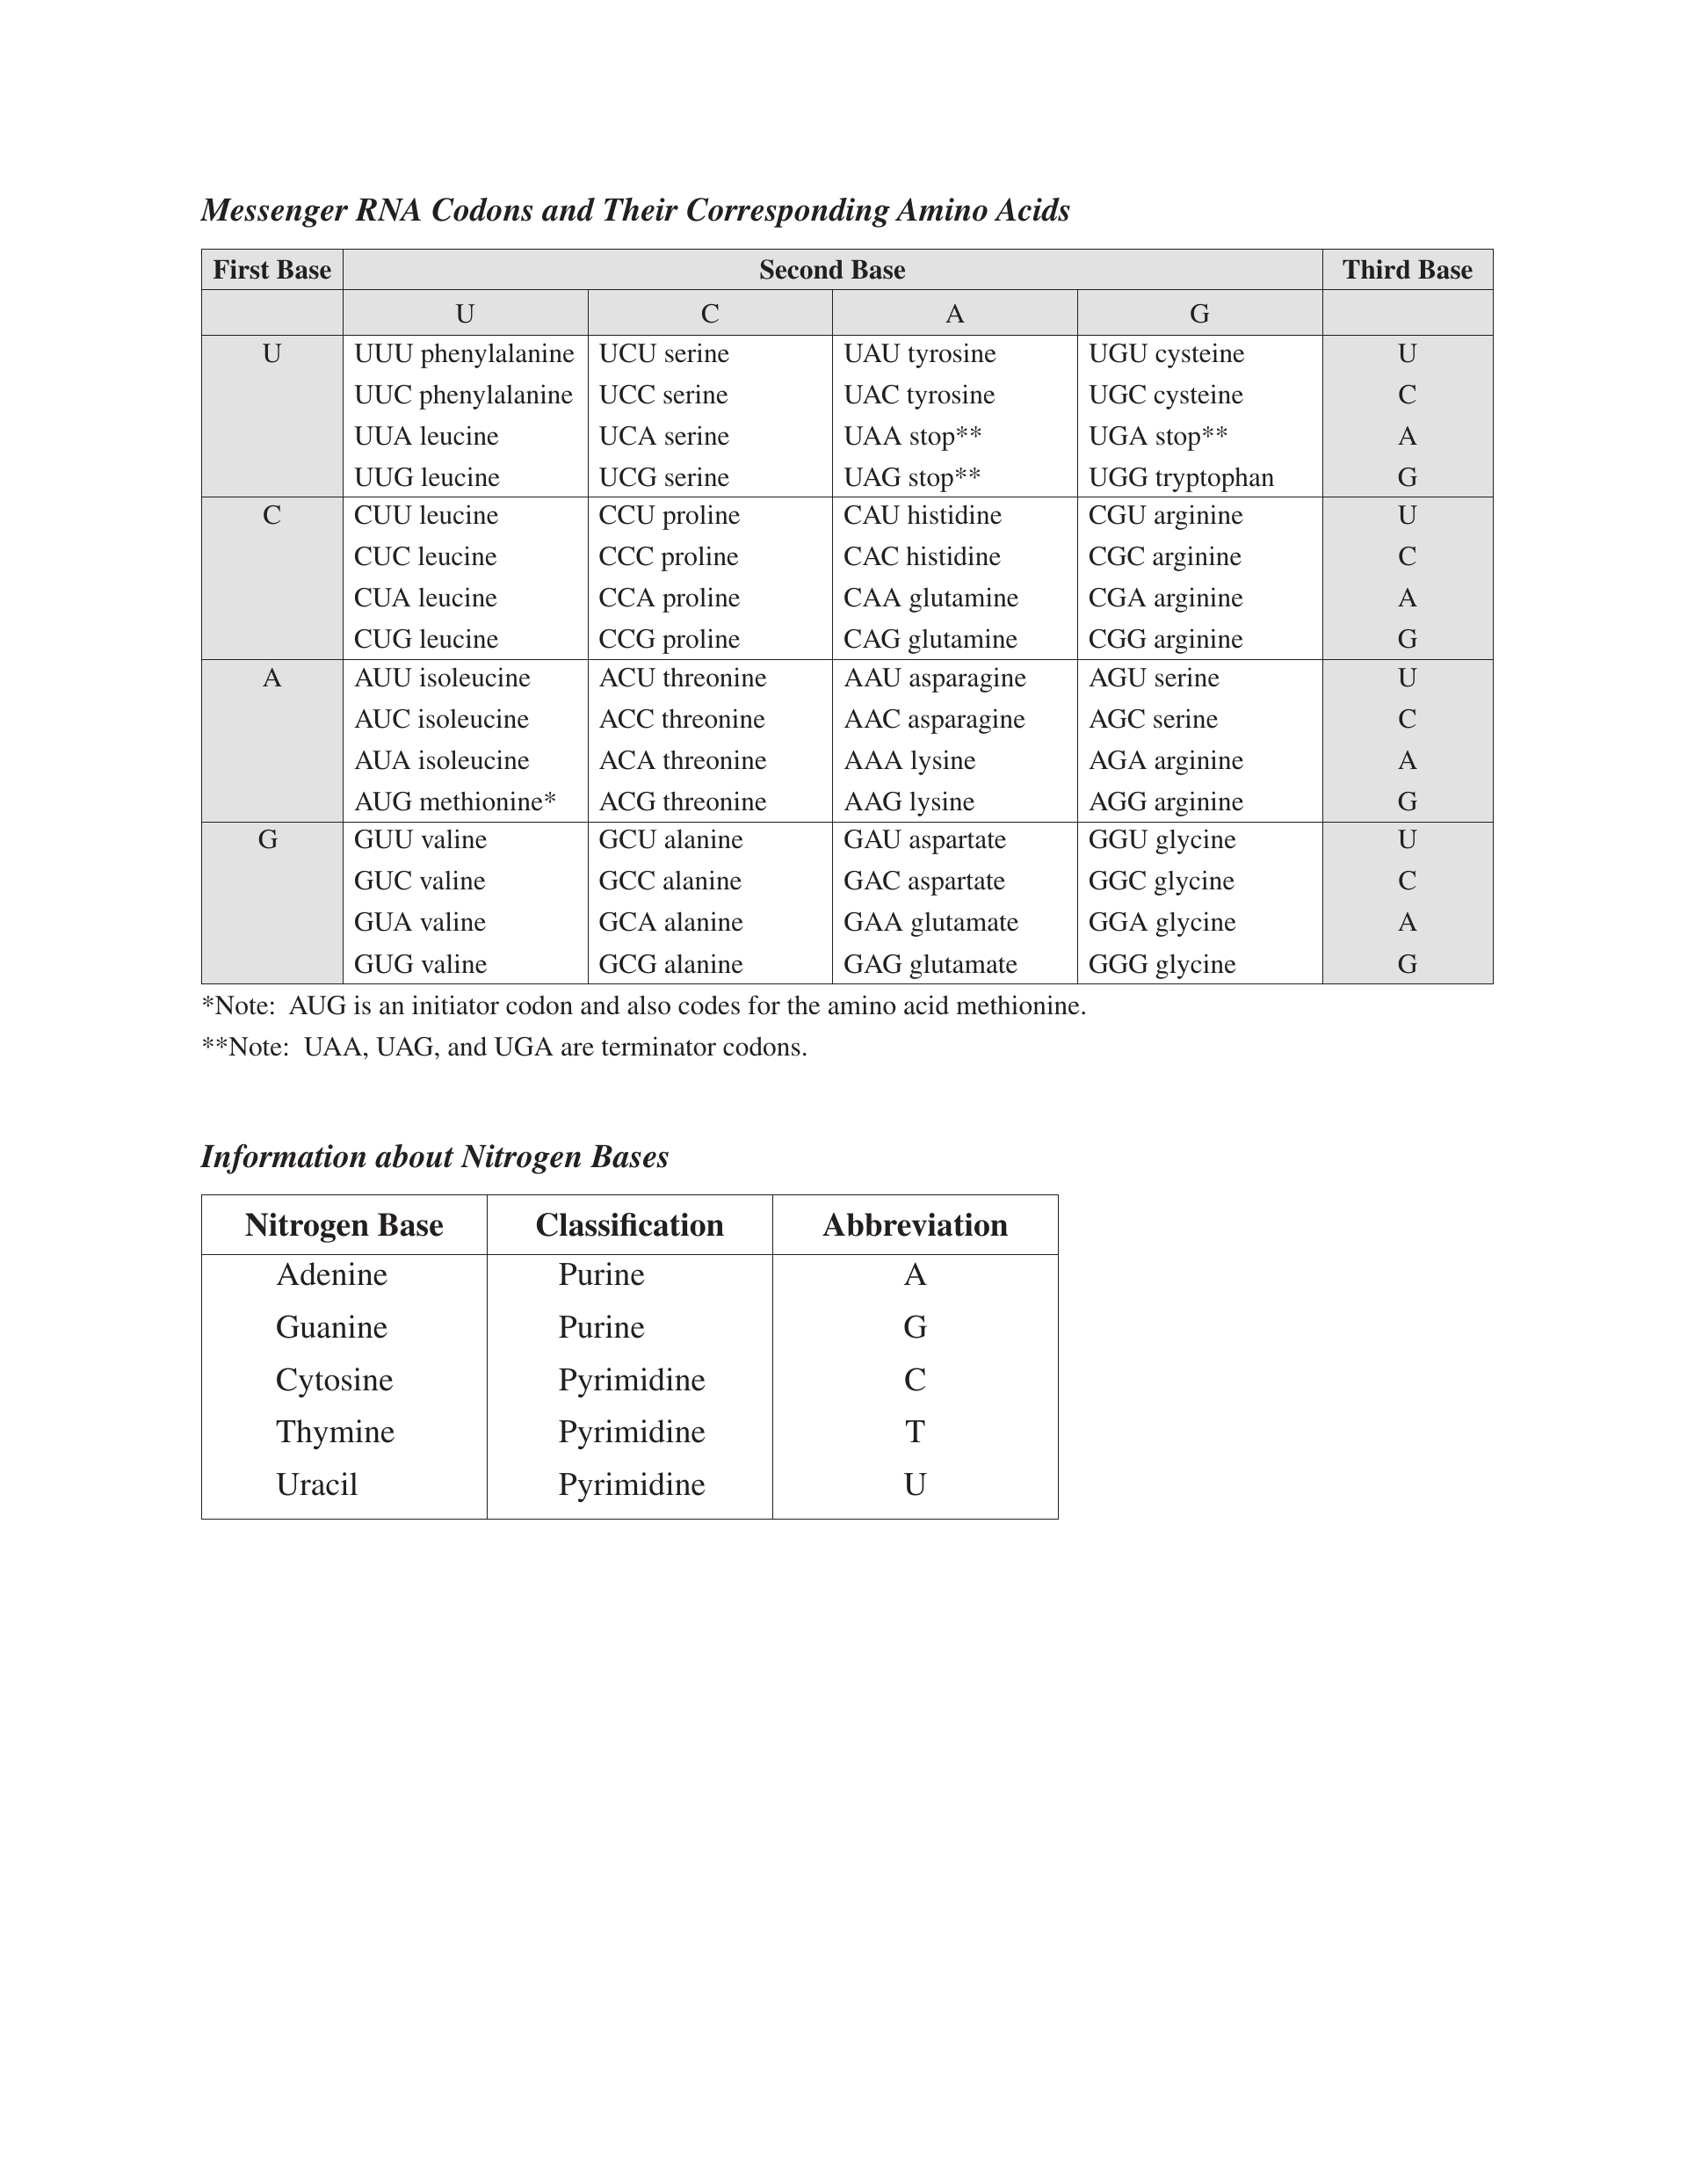 Messenger RNA Codons and Their Corresponding Amino Acids
First Base Second Base Third Base
U C A G
U UUU phenylalanine UCU serine UAU tyrosine UGU cysteine U
UUC phenylalanine UCC serine UAC tyrosine UGC cysteine C
UUA leucine UCA serine UAA stop** UGA stop** A
UUG leucine UCG serine UAG stop** UGG tryptophan G
C CUU leucine CCU proline CAU histidine CGU arginine U
CUC leucine CCC proline CAC histidine CGC arginine C
CUA leucine CCA proline CAA glutamine CGA arginine A
CUG leucine CCG proline CAG glutamine CGG arginine G
A AUU isoleucine ACU threonine AAU asparagine AGU serine U
AUC isoleucine ACC threonine AAC asparagine AGC serine C
AUA isoleucine ACA threonine AAA lysine AGA arginine A
AUG methionine* ACG threonine AAG lysine AGG arginine G
G GUU valine GCU alanine GAU aspartate GGU glycine U
GUC valine GCC alanine GAC aspartate GGC glycine C
GUA valine GCA alanine GAA glutamate GGA glycine A
GUG valine GCG alanine GAG glutamate GGG glycine G
*Note: AUG is an initiator codon and also codes for the amino acid methionine.
**Note: UAA, UAG, and UGA are terminator codons.
Information about Nitrogen Bases
Nitrogen Base Classification Abbreviation
Adenine Purine A
Guanine Purine G
Cytosine Pyrimidine C
Thymine Pyrimidine T
Uracil Pyrimidine U